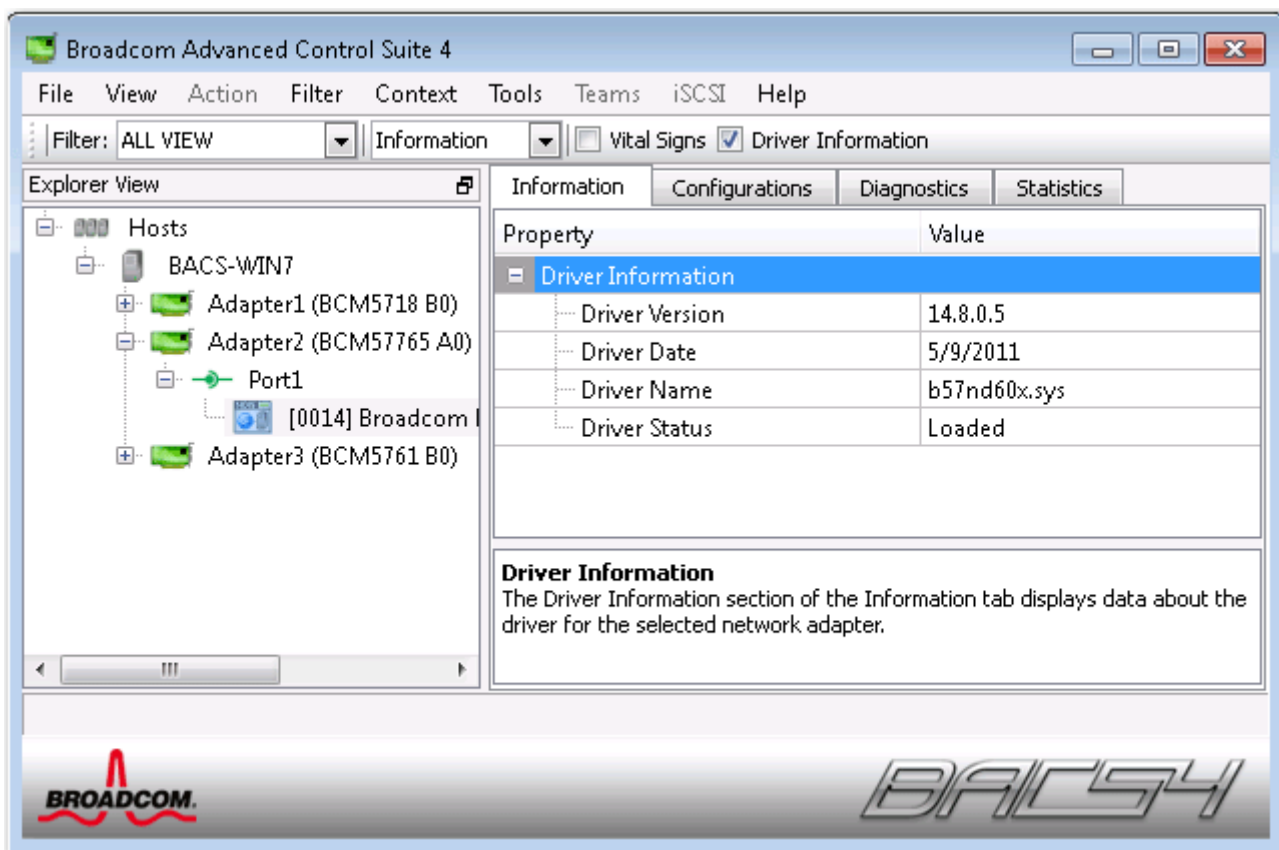 Broadcom Advanced Control Suite 4
File View Action Filter Context Tools Teams iSCSI Help
Filter: ALL VIEW Information Vital Signs Driver Information
Explorer View
Hosts
BACS-WIN7
Adapter1 (BCM5718 B0)
Adapter2 (BCM57765 A0)
Port1
[0014] Broadcom
Adapter3 (BCM5761 B0)
Information Configurations Diagnostics Statistics
Property Value
Driver Information
Driver Version 14.8.0.5
Driver Date 5/9/2011
Driver Name b57nd60x.sys
Driver Status Loaded
Driver Information
The Driver Information section of the Information tab displays data about the
driver for the selected network adapter.
BROADCOM.
BACS4